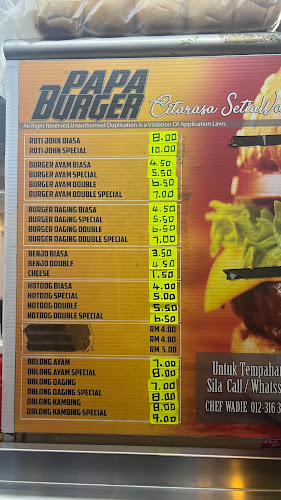 PAPA
BURGER
Citarasa
All Right Reserved.Unauthorised Duplication is a Violation Of Application Laws.
ROTI JOHN BIASA 8.00
ROTI JOHN SPECIAL 10.00
BURGER AYAM BIASA 4.50
BURGER AYAM SPECIAL 5.50
BURGER AYAM DOUBLE 6.50
BURGER AYAM DOUBLE SPECIAL 7.00
BURGER DAGING BIASA 4.50
BURGER DAGING SPECIAL 5.50
BURGER DAGING DOUBLE 6.50
BURGER DAGING DOUBLE SPECIAL 7.00
BENJO BIASA 3.50
BENJO DOUBLE 4.50
CHEESE 1.50
HOTDOG BIASA 4.00
HOTDOG SPECIAL 5.00
HOTDOG DOUBLE 5.50
HOTDOG DOUBLE SPECIAL 6.50
RM 4.00
RM 4.00
RM 5.00
OBLONG AYAM 7.00
OBLONG AYAM SPECIAL 8.00
OBLONG DAGING 7.00
OBLONG DAGING SPECIAL 8.00
OBLONG KAMBING 8.00
OBLONG KAMBING SPECIAL 9.00
Untuk Tempahan
Sila Call / Whatss
CHEF WADIE 012-316 3